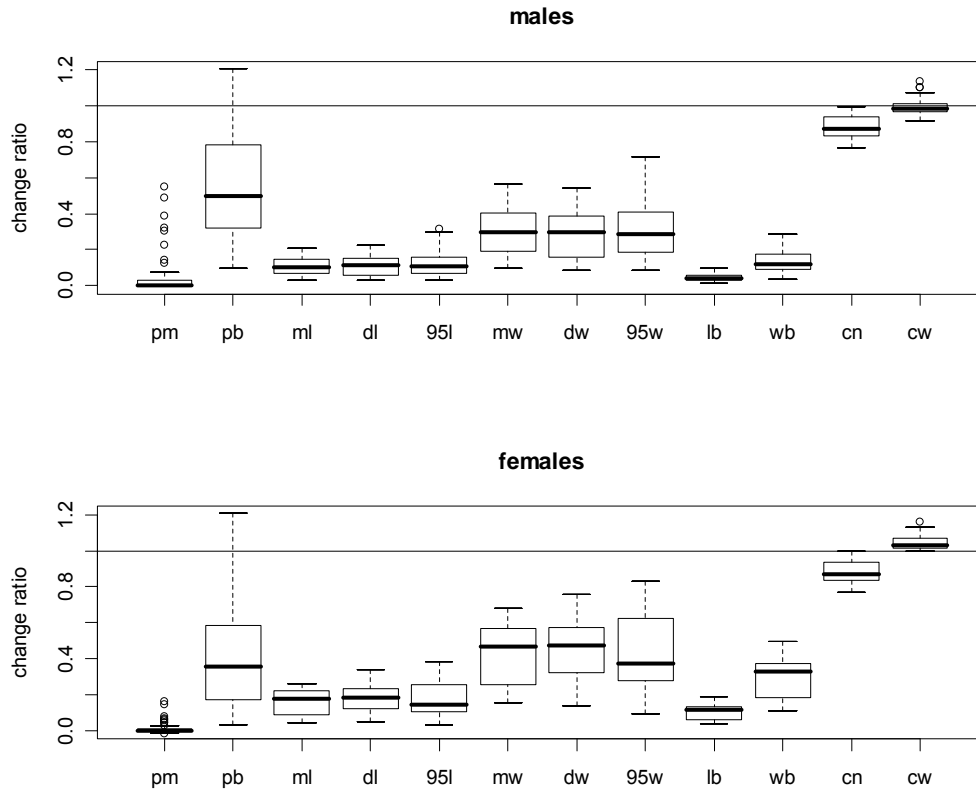 males
change ratio
1.2
0.8
0.4
0.0
pm pb ml dl 95l mw dw 95w lb wb cn cw
females
change ratio
1.2
0.8
0.4
0.0
pm pb ml dl 95l mw dw 95w lb wb cn cw